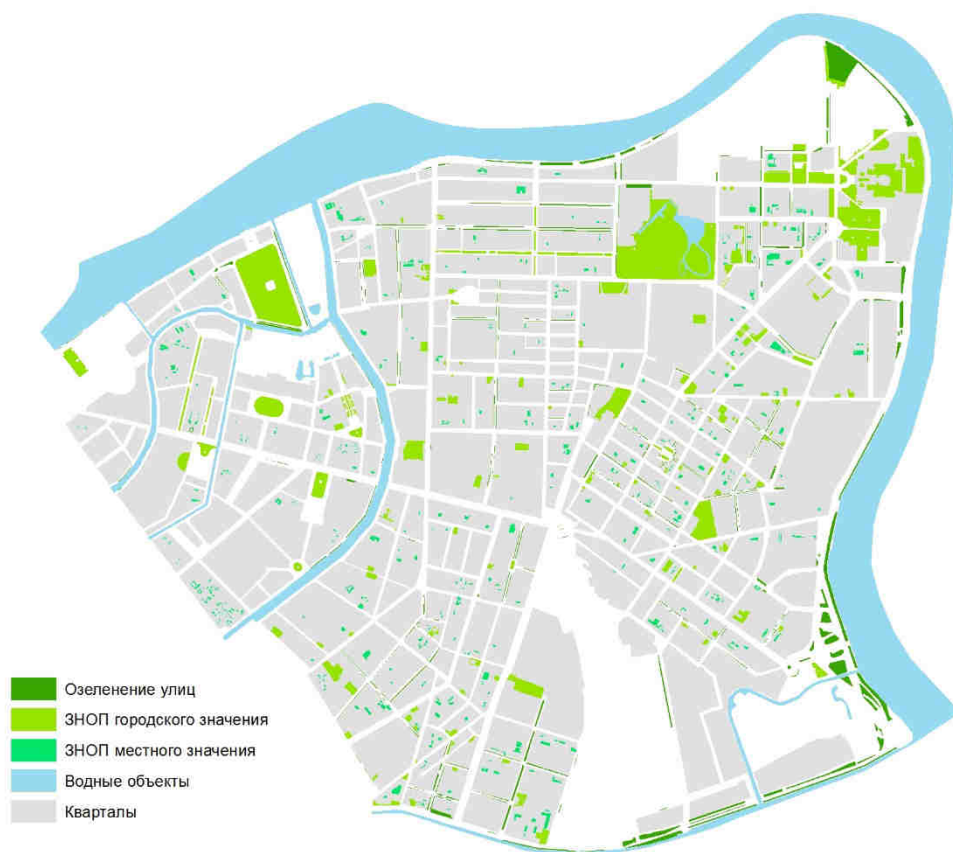 Озеленение улиц
ЗНОП городского значения
ЗНОП местного значения
Водные объекты
Кварталы